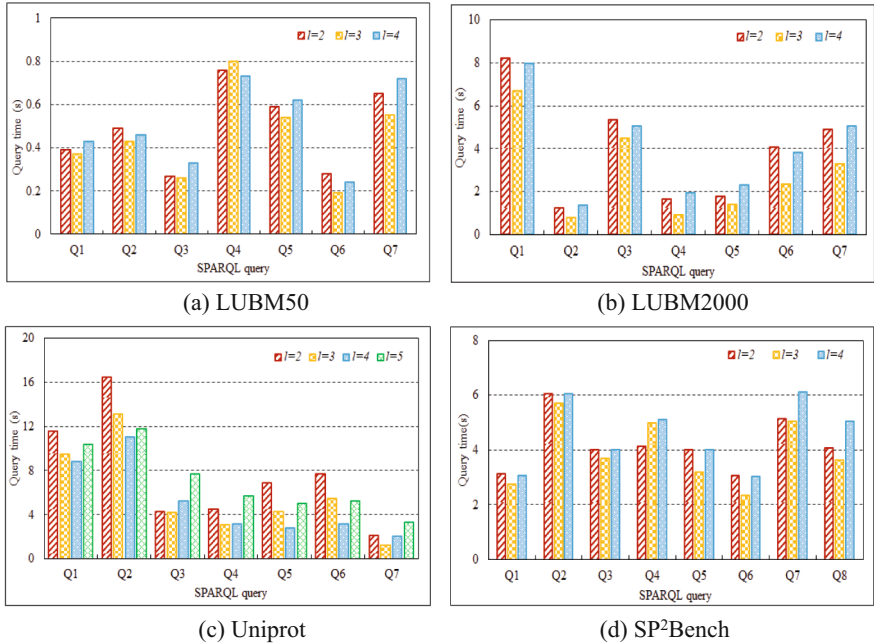 1
0.8
0.6
0.4
0.2
0
Query time (s)
l=2 l=3 l=4
Q1 Q2 Q3 Q4 Q5 Q6 Q7
SPARQL query
(a) LUBM50
10
8
6
4
2
0
Query time (s)
l=2 l=3 l=4
Q1 Q2 Q3 Q4 Q5 Q6 Q7
SPARQL query
(b) LUBM2000
20
16
12
8
4
0
Query time(s)
l=2 l=3 l=4 l=5
Q1 Q2 Q3 Q4 Q5 Q6 Q7
SPARQL query
(c) Uniprot
8
6
4
2
0
Query time(s)
l=2 l=3 l=4
Q1 Q2 Q3 Q4 Q5 Q6 Q7 Q8
SPARQL query
(d) SP²Bench